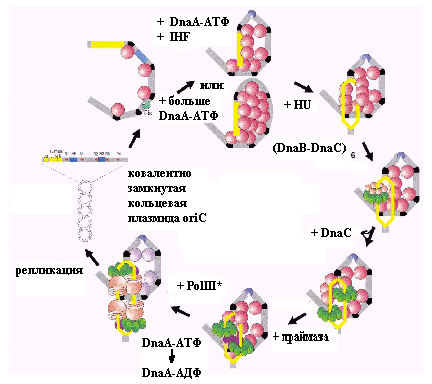 + DnaA-АТФ
+ IHF
или
+ больше
DnaA-АТФ
+ HU
(DnaB-DnaC)
6
+ DnaC
+ праймаза
+ PolIII*
DnaA-АТФ
DnaA-АДФ
репликация
ковалентно
замкнутая
кольцевая
плазмида oriC